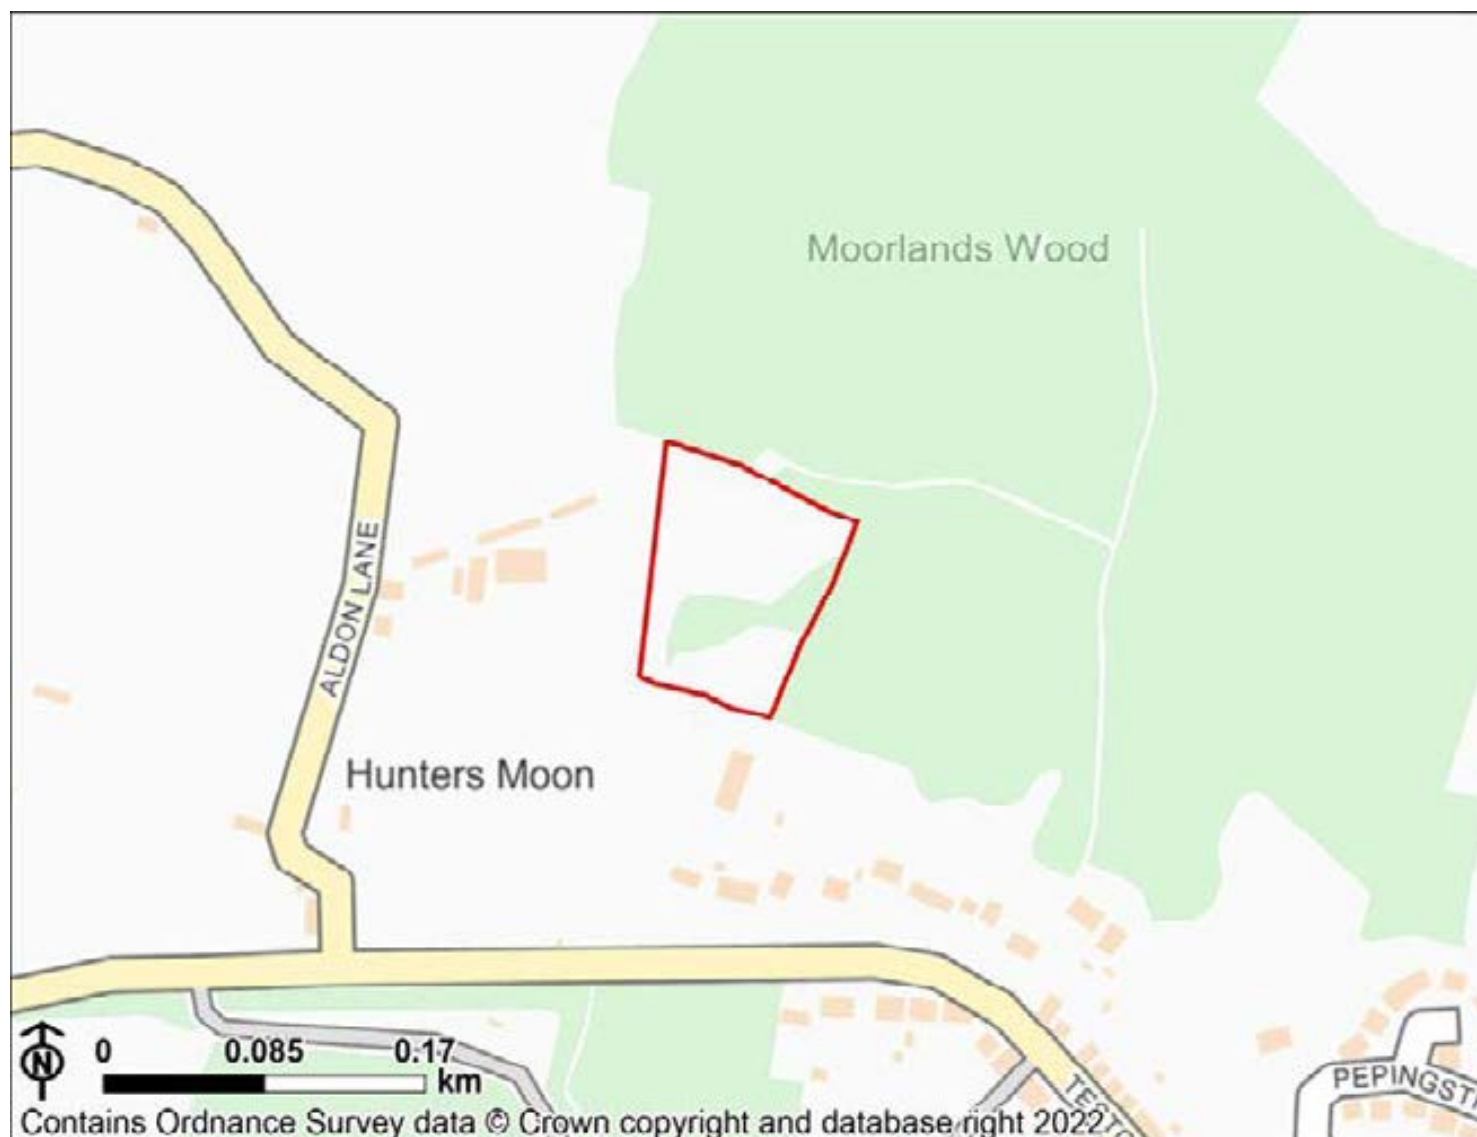 Moorlands Wood
ALDON LANE
Hunters Moon
N
0 0.085 0.17
km
PEPINGST
TESTO
Contains Ordnance Survey data © Crown copyright and database right 2022